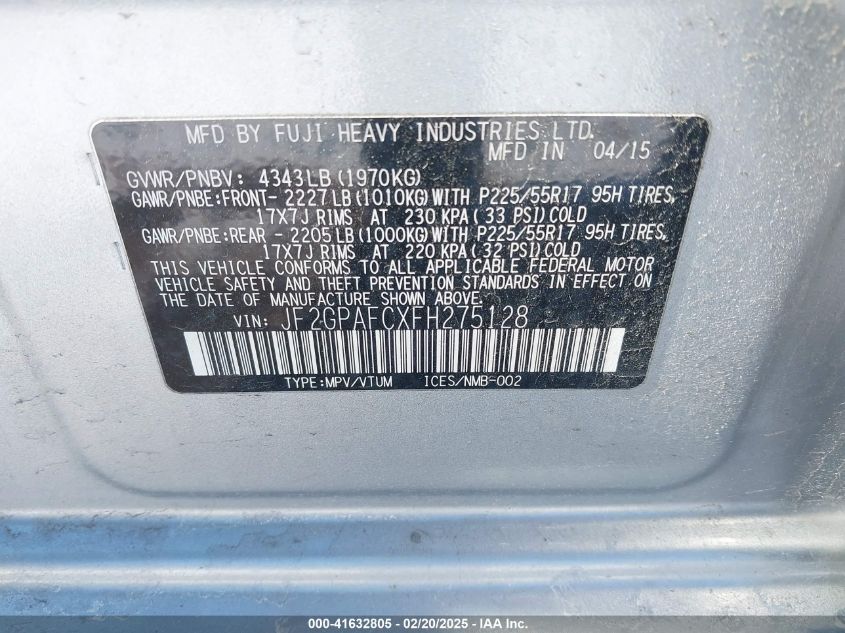 MFD BY FUJI HEAVY INDUSTRIES LTD.
MFD IN 04/15
GVWR/PNBV: 4343LB (1970KG)
GAWR/PNBE:FRONT- 2227LB(1010KG)WITH P225/55R17 95H TIRES,
17X7J RIMS AT 230 KPA(33 PSI)COLD
GAWR/PNBE:REAR - 2205LB(1000KG)WITH P225/55R17 95H TIRES,
17X7J RIMS AT 220 KPA(32 PSI)COLD
THIS VEHICLE CONFORMS TO ALL APPLICABLE FEDERAL MOTOR
VEHICLE SAFETY AND THEFT PREVENTION STANDARDS IN EFFECT ON
THE DATE OF MANUFACTURE SHOWN ABOVE.
VIN: JF2GPAFCXFH275128
TYPE:MPV/VTUM ICES/NMB-002
000-41632805 - 02/20/2025 - IAA Inc.